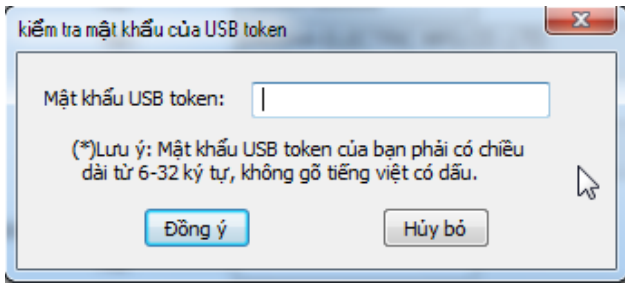 kiểm tra mật khẩu của USB token
Mật khẩu USB token:
(*)Lưu ý: Mật khẩu USB token của bạn phải có chiều
dài từ 6-32 ký tự, không gõ tiếng việt có dấu.
Đồng ý
Hủy bỏ